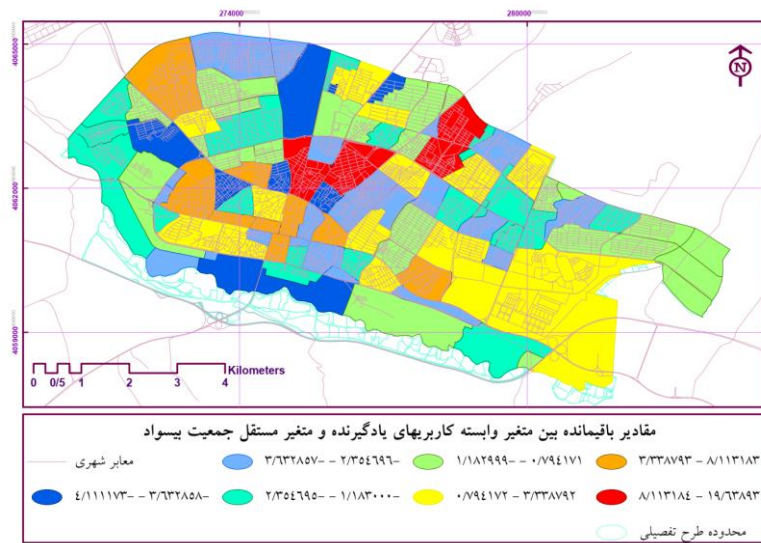 274000 280000
4065000
N
4062000
4059000
0 0/5 1 2 3 4 Kilometers
مقادیر باقیمانده بین متغیر وابسته کاربریهای یادگیرنده و متغیر مستقل جمعیت بیسواد
معابر شهری ۳/۶۳۲۸۵۷-– ۲/۳۵۴۶۹۶- ۱/۱۸۲۹۹۹- – ۰/۷۹۴۱۷۱ ۳/۳۳۸۷۹۳ – ۸/۱۱۳۱۸۳
۴/۱۱۱۱۷۳-– ۳/۶۳۲۸۵۸- ۲/۳۵۴۶۹۵-– ۱/۱۸۳۰۰۰- ۰/۷۹۴۱۷۲ – ۳/۳۳۸۷۹۲ ۸/۱۱۳۱۸۴ – ۱۹/۶۳۸۹۳
محدوده طرح تفصیلی